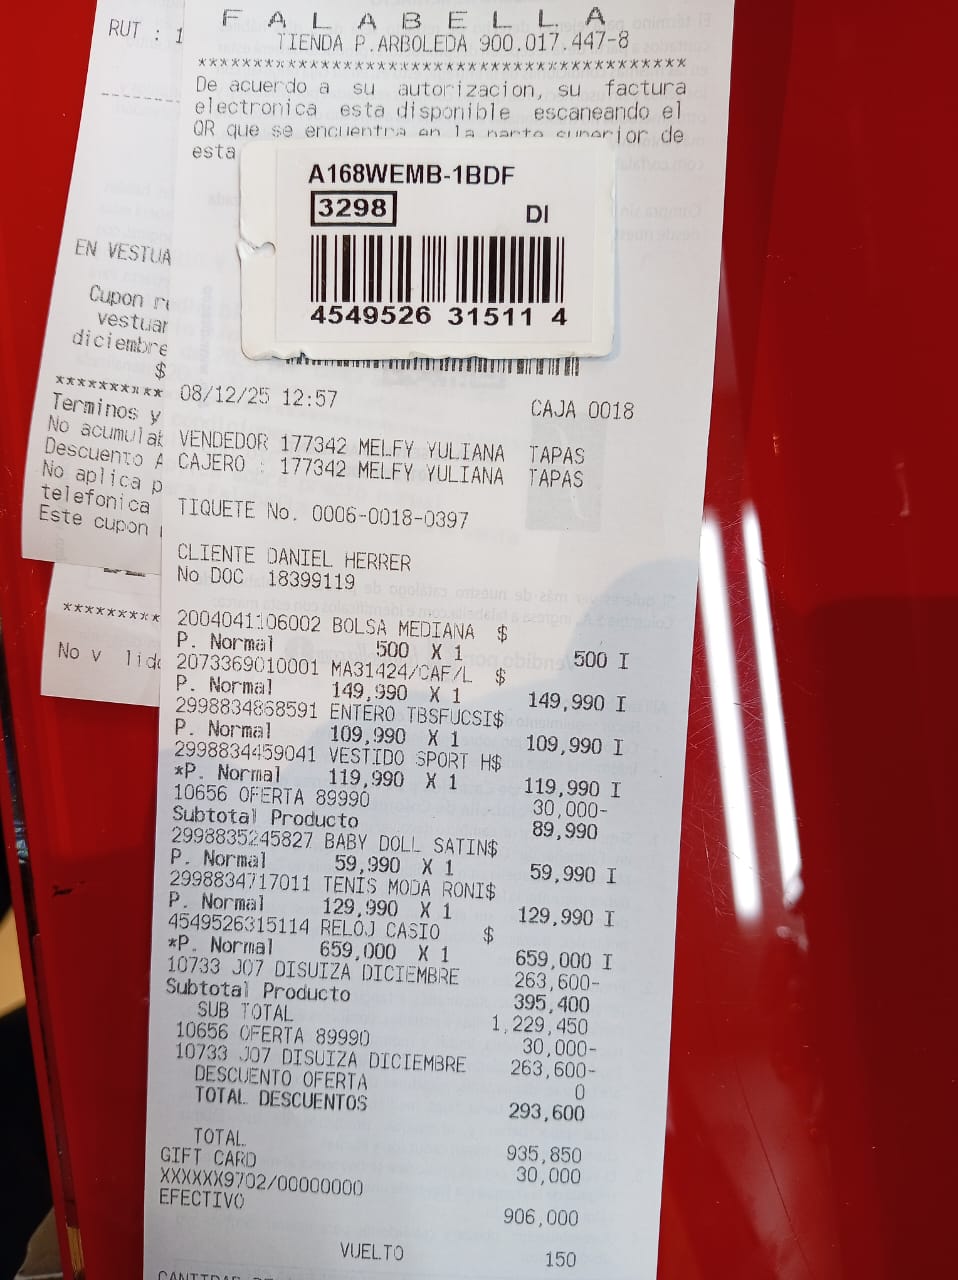 RUT : 1
EN VESTUA
Cupon re
vestuar
diciembre
$
**********
Terminos y
No acumulab
Descuento A
No aplica p
telefonica
Este cupon
*********
No v lido
F A L A B E L L A
TIENDA P.ARBOLEDA 900.017.447-8
******************************************
De acuerdo a su autorizacion, su factura
electronica esta disponible escaneando el
QR que se encuentra en la parte superior de
esta
A168WEMB-1BDF
3298
DI
4549526 31511 4
08/12/25 12:57 CAJA 0018
VENDEDOR 177342 MELFY YULIANA TAPAS
CAJERO : 177342 MELFY YULIANA TAPAS
TIQUETE No. 0006-0018-0397
CLIENTE DANIEL HERRER
No DOC 18399119
2004041106002 BOLSA MEDIANA $
P. Normal 500 X 1 500 I
2073369010001 MA31424/CAF/L $
P. Normal 149,990 X 1 149,990 I
2998834868591 ENTERO TBSFUCSI$
P. Normal 109,990 X 1 109,990 I
2998834459041 VESTIDO SPORT H$
*P. Normal 119,990 X 1 119,990 I
10656 OFERTA 89990 30,000-
Subtotal Producto 89,990
2998835245827 BABY DOLL SATIN$
P. Normal 59,990 X 1 59,990 I
2998834717011 TENIS MODA RONI$
P. Normal 129,990 X 1 129,990 I
4549526315114 RELOJ CASIO $
*P. Normal 659,000 X 1 659,000 I
10733 J07 DISUIZA DICIEMBRE 263,600-
Subtotal Producto 395,400
SUB TOTAL 1,229,450
10656 OFERTA 89990 30,000-
10733 J07 DISUIZA DICIEMBRE 263,600-
DESCUENTO OFERTA 0
TOTAL DESCUENTOS 293,600
TOTAL 935,850
GIFT CARD 30,000
XXXXXX9702/00000000
EFECTIVO 906,000
VUELTO 150